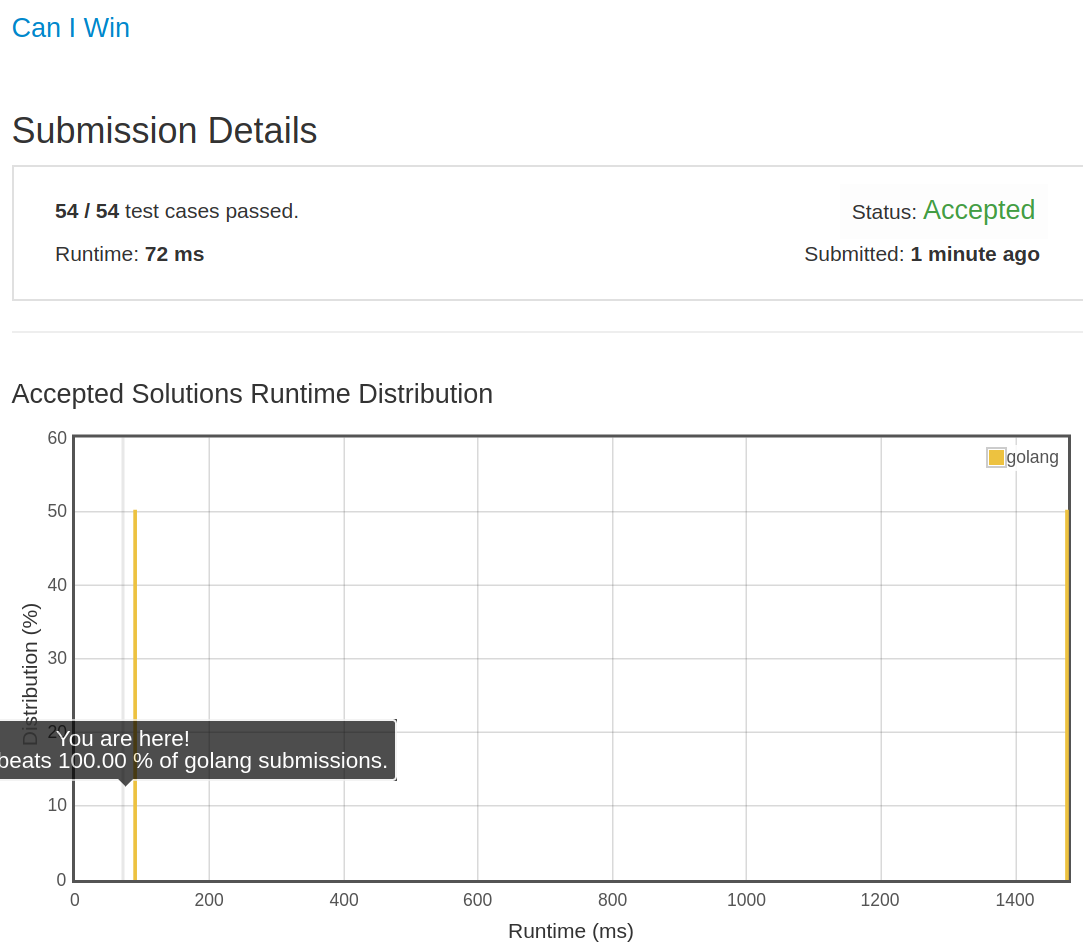 Can I Win
Submission Details
54 / 54 test cases passed.
Status: Accepted
Runtime: 72 ms
Submitted: 1 minute ago
Accepted Solutions Runtime Distribution
60
golang
50
40
30
20
10
0
Distribution (%)
You are here!
beats 100.00 % of golang submissions.
0 200 400 600 800 1000 1200 1400
Runtime (ms)